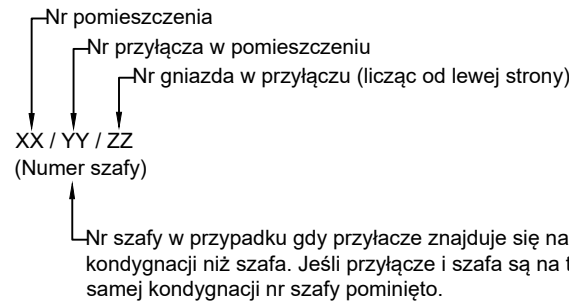 Nr pomieszczenia
Nr przyłącza w pomieszczeniu
Nr gniazda w przyłączu (licząc od lewej strony)
XX / YY / ZZ
(Numer szafy)
Nr szafy w przypadku gdy przyłacze znajduje się na
kondygnacji niż szafa. Jeśli przyłącze i szafa są na
samej kondygnacji nr szafy pominięto.